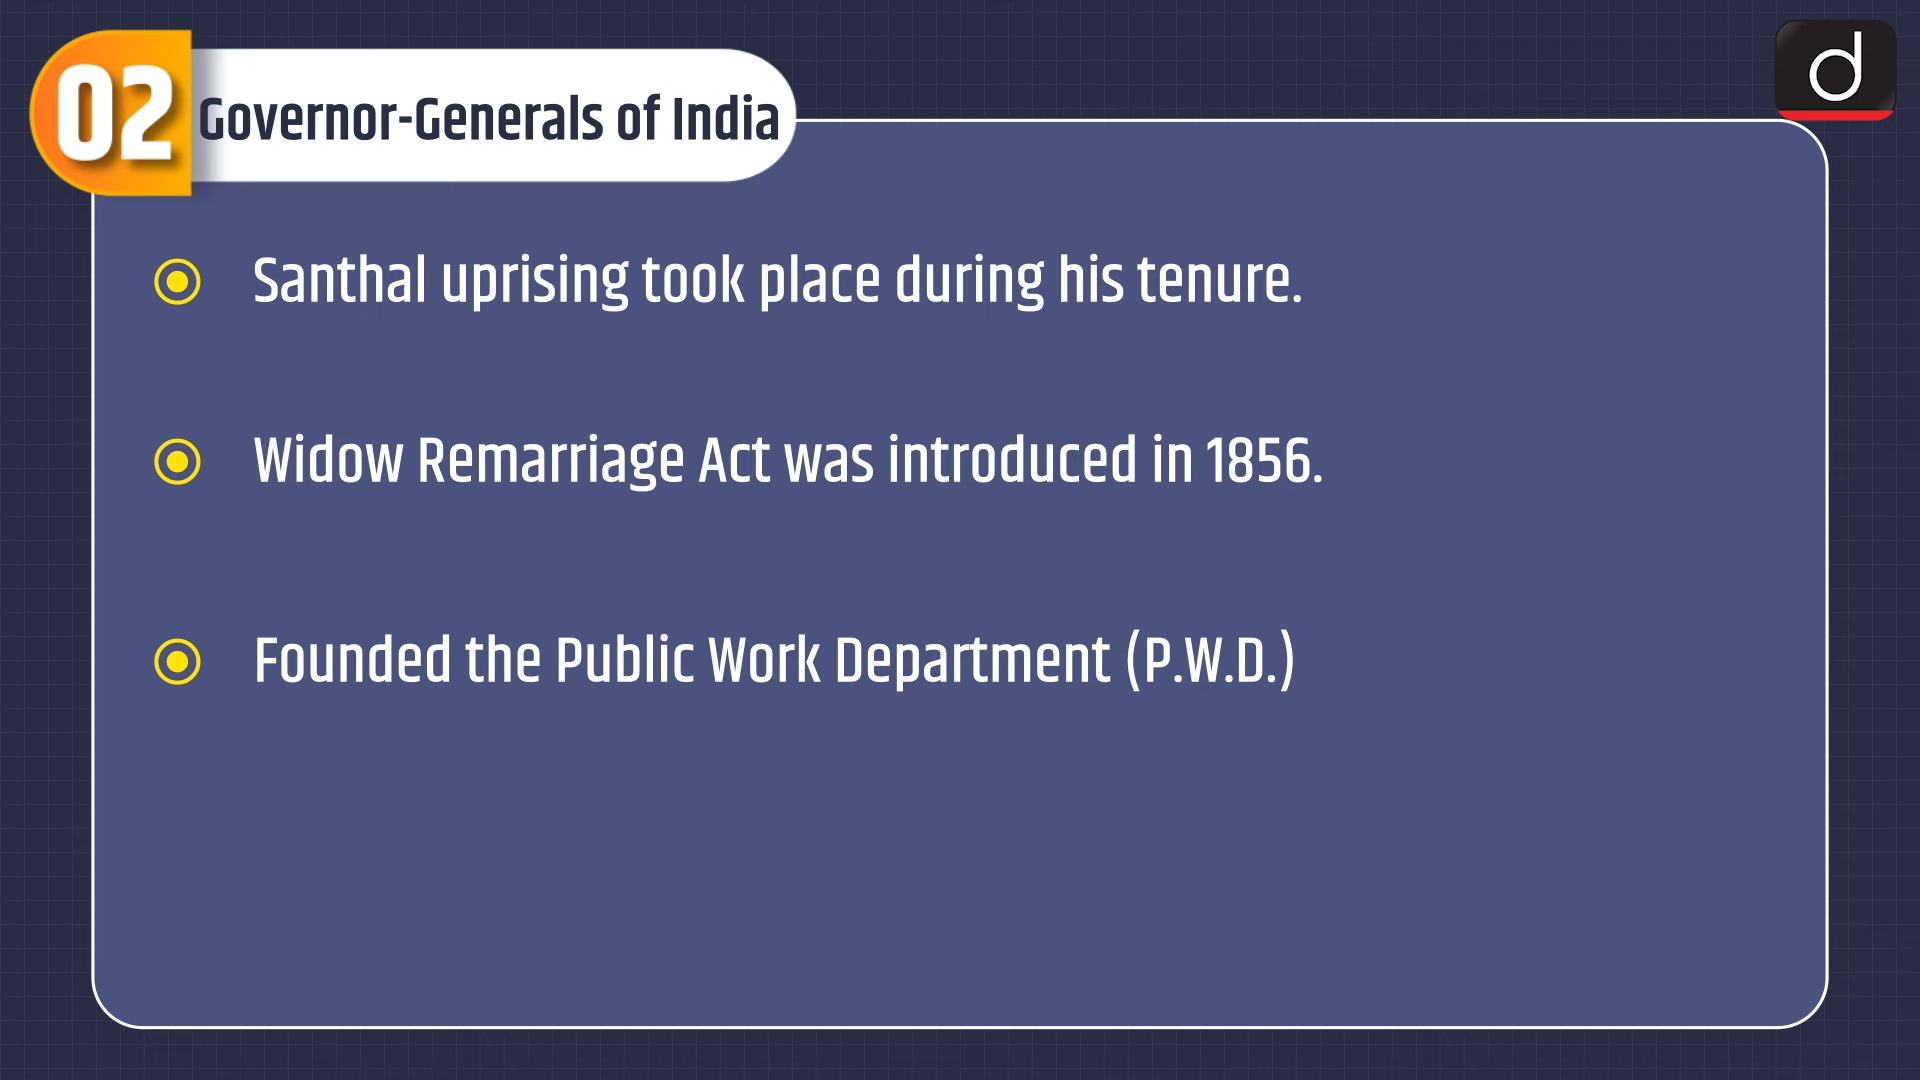 02
Governor-Generals of India
d
Santhal uprising took place during his tenure.
Widow Remarriage Act was introduced in 1856.
Founded the Public Work Department (P.W.D.)